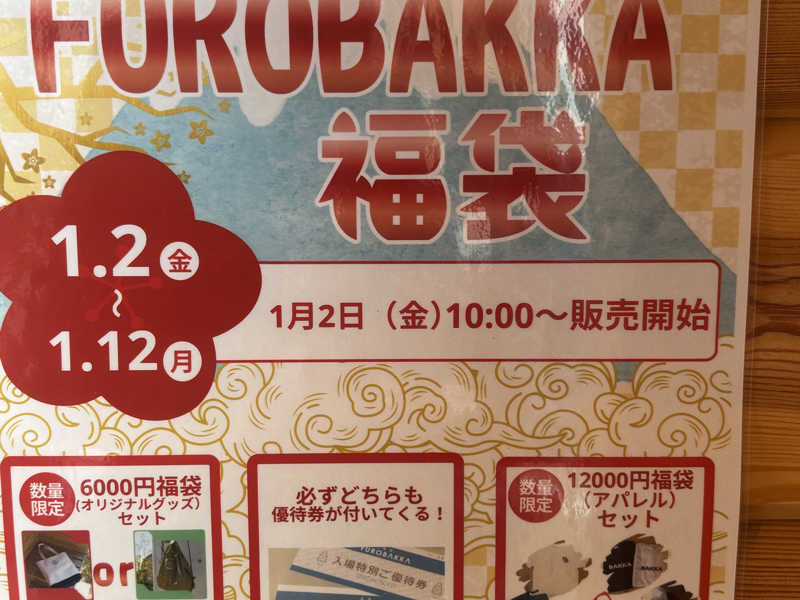 FUROBAKKA
福袋
1.2金
〜
1.12月
1月2日（金)10:00〜販売開始
数量
限定
6000円福袋
(オリジナルグッズ)
セット
or
必ずどちらも
優待券が付いてくる！
FUROBAKKA
入場特別ご優待券
数量
限定
12000円福袋
（アパレル）
セット
BAKKA
BAKKA